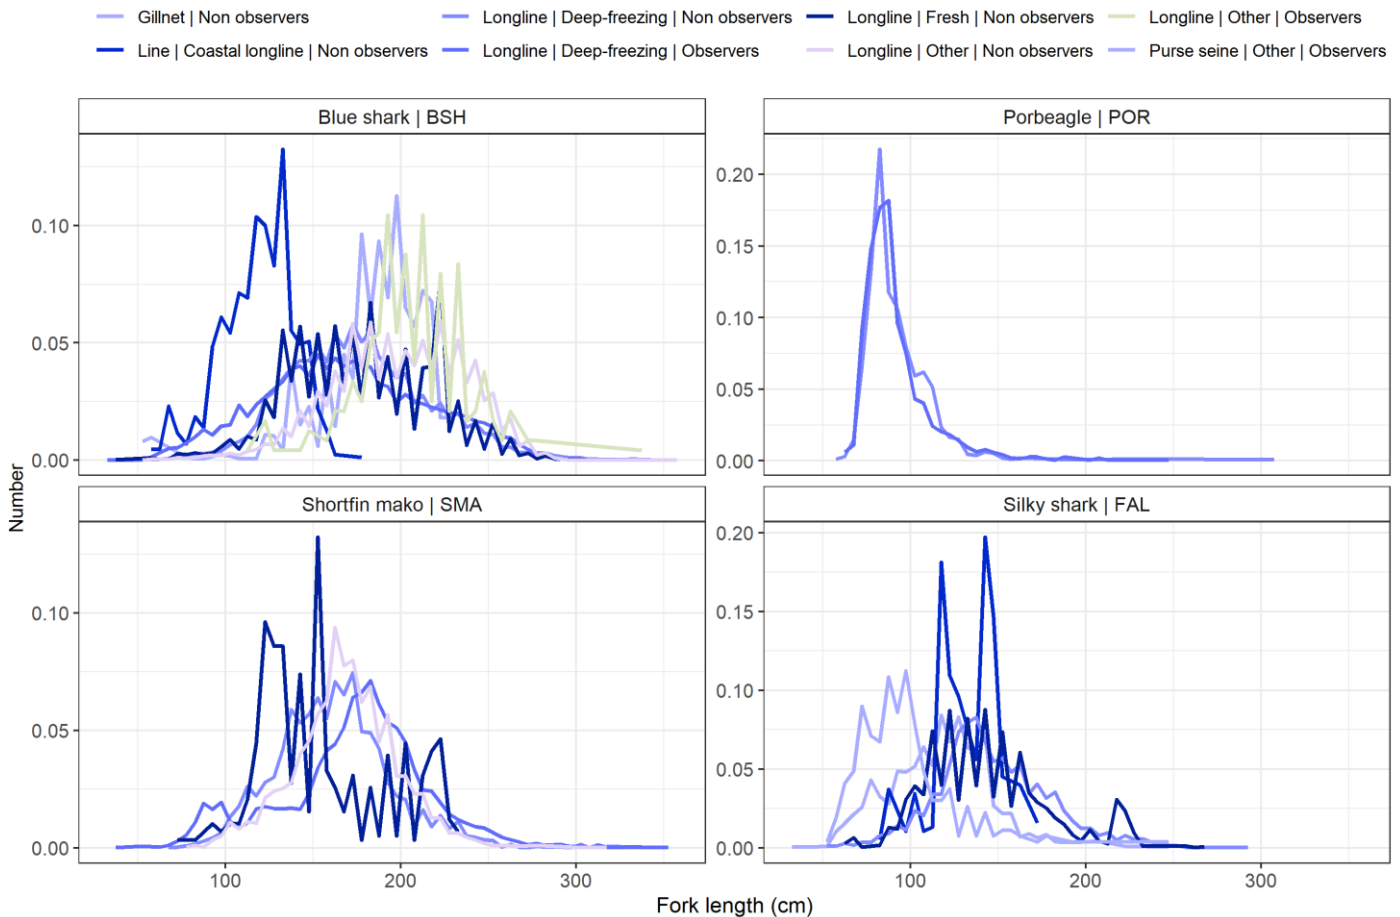 Gillnet | Non observers
Longline | Deep-freezing | Non observers
Longline | Fresh | Non observers
Longline | Other | Observers
Line | Coastal longline | Non observers
Longline | Deep-freezing | Observers
Longline | Other | Non observers
Purse seine | Other | Observers
Blue shark | BSH
Porbeagle | POR
0.10
0.05
0.00
0.20
0.15
0.10
0.05
0.00
Number
Shortfin mako | SMA
Silky shark | FAL
0.10
0.05
0.00
0.20
0.15
0.10
0.05
0.00
100
200
300
100
200
300
Fork length (cm)